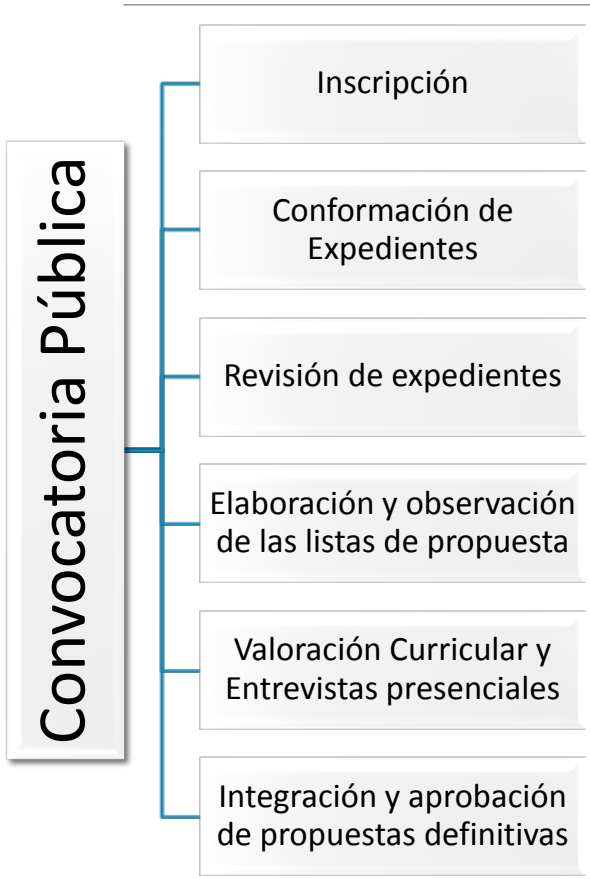 Convocatoria Pública
Inscripción
Conformación de
Expedientes
Revisión de expedientes
Elaboración y observación
de las listas de propuesta
Valoración Curricular y
Entrevistas presenciales
Integración y aprobación
de propuestas definitivas